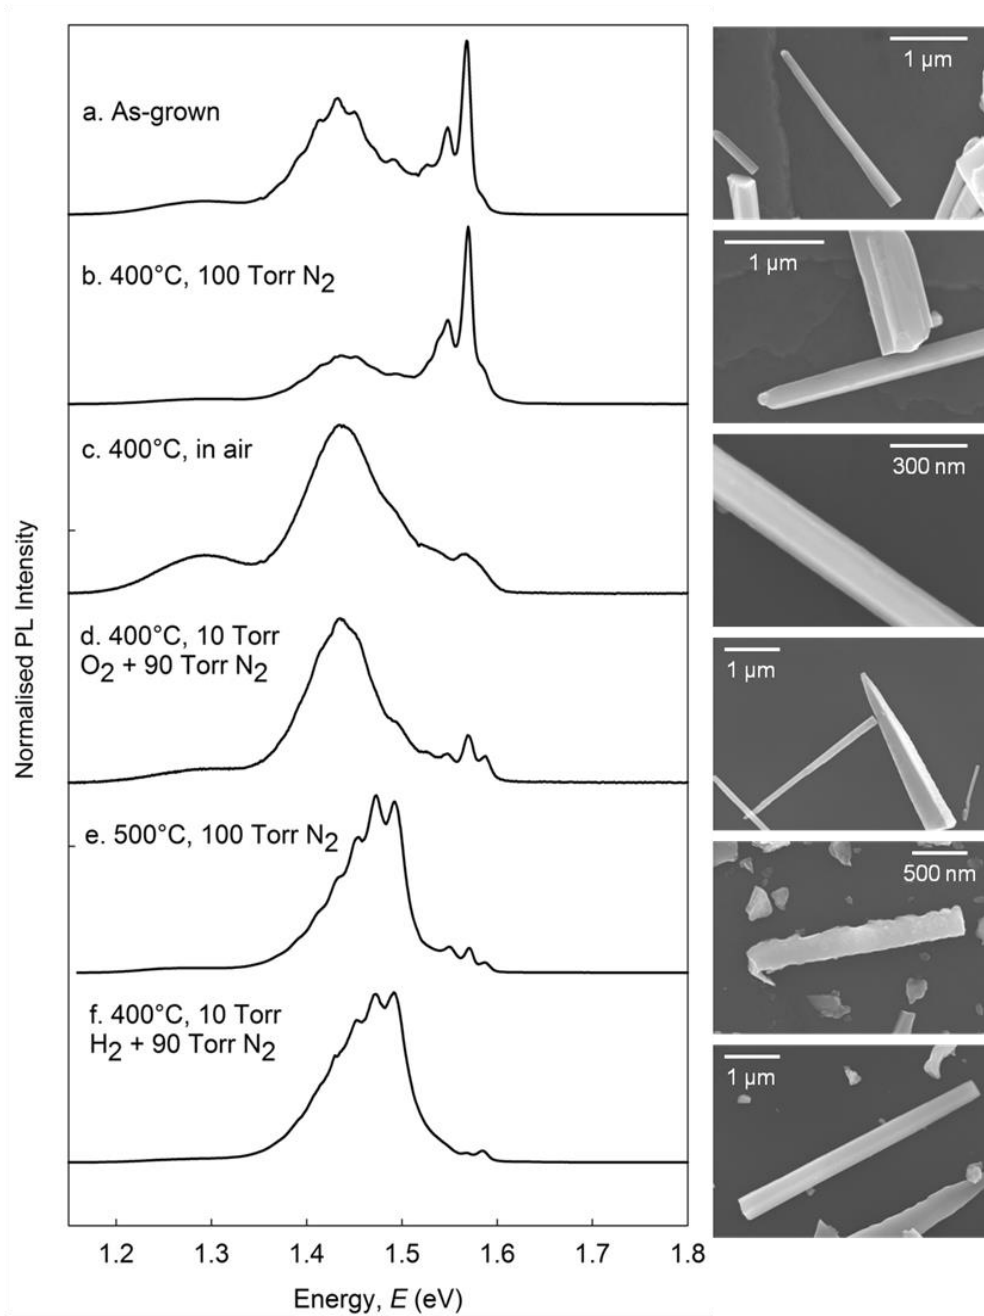 a. As-grown
b. 400°C, 100 Torr N2
c. 400°C, in air
d. 400°C, 10 Torr
O2 + 90 Torr N2
e. 500°C, 100 Torr N2
f. 400°C, 10 Torr
H2 + 90 Torr N2
Normalised PL Intensity
1.2 1.3 1.4 1.5 1.6 1.7 1.8
Energy, E (eV)
1 µm
1 µm
300 nm
1 µm
500 nm
1 µm